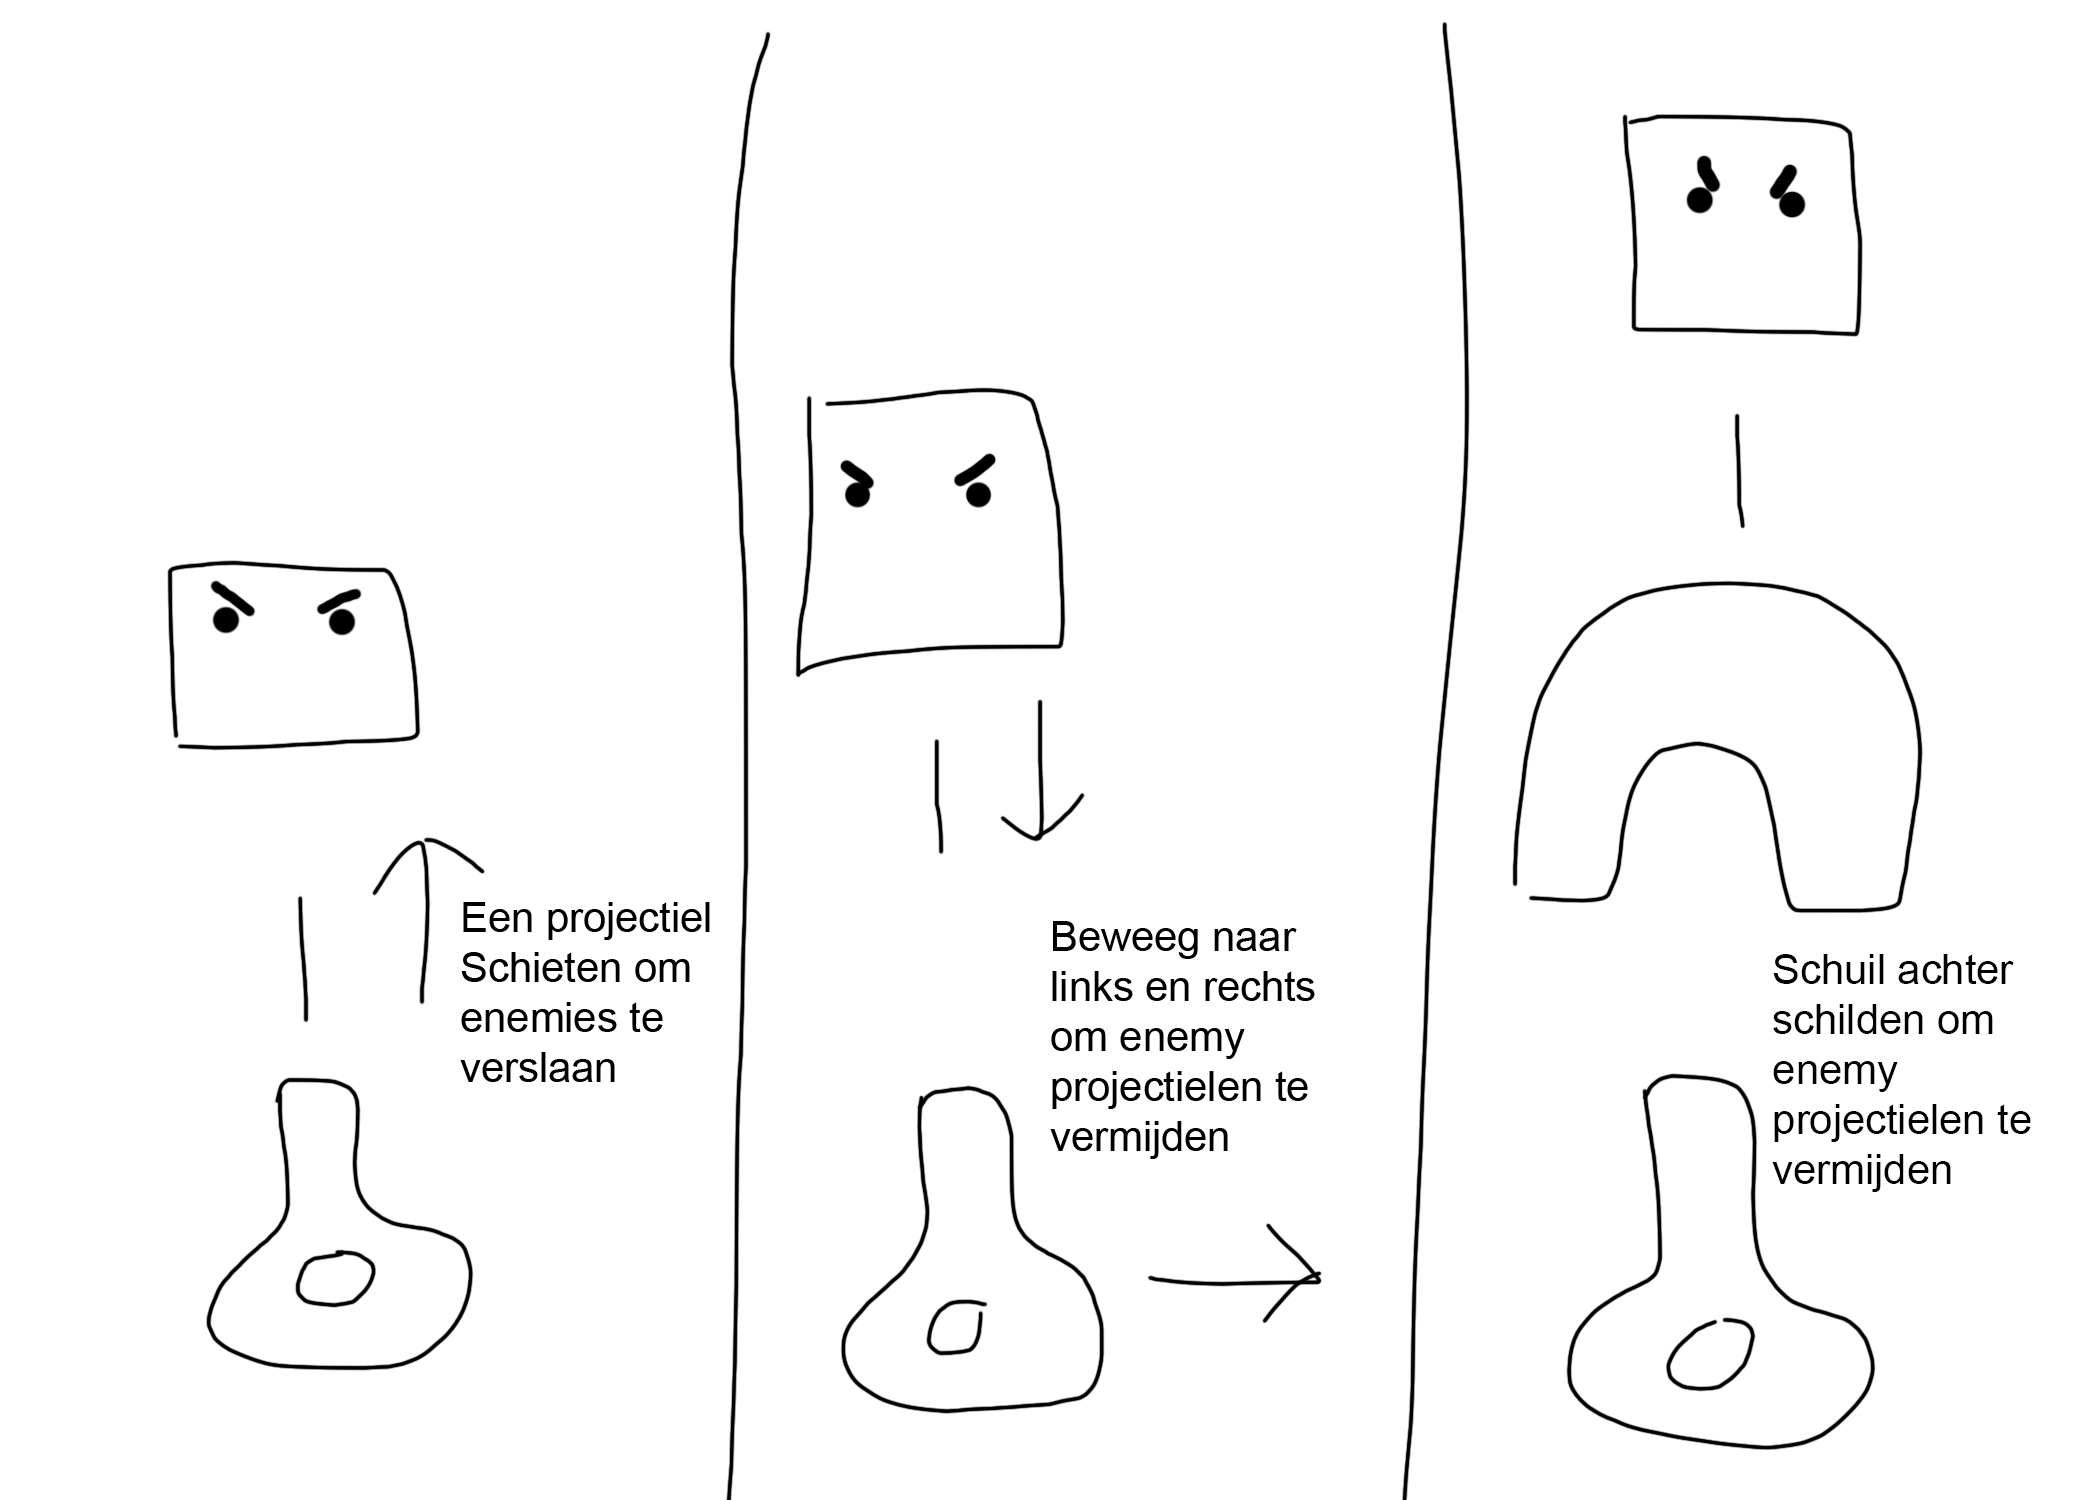 Een projectiel
Schieten om
enemies te
verslaan
Beweeg naar
links en rechts
om enemy
projectielen te
vermijden
Schuil achter
schilden om
enemy
projectielen te
vermijden